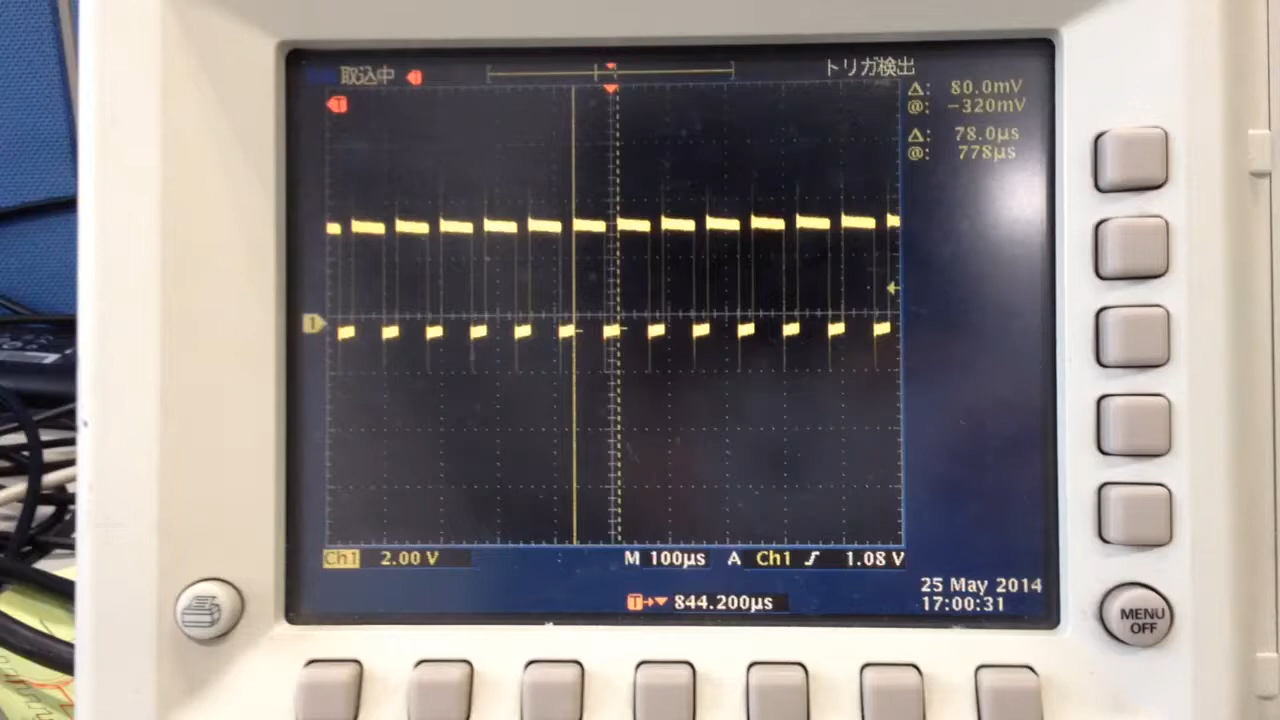 取込中
トリガ検出
T
Δ: 80.0mV
@: -320mV
Δ: 78.0µs
@: 778µs
1
Ch1 2.00 V M 100µs A Ch1 1.08 V
T 844.200µs
25 May 2014
17:00:31
MENU
OFF